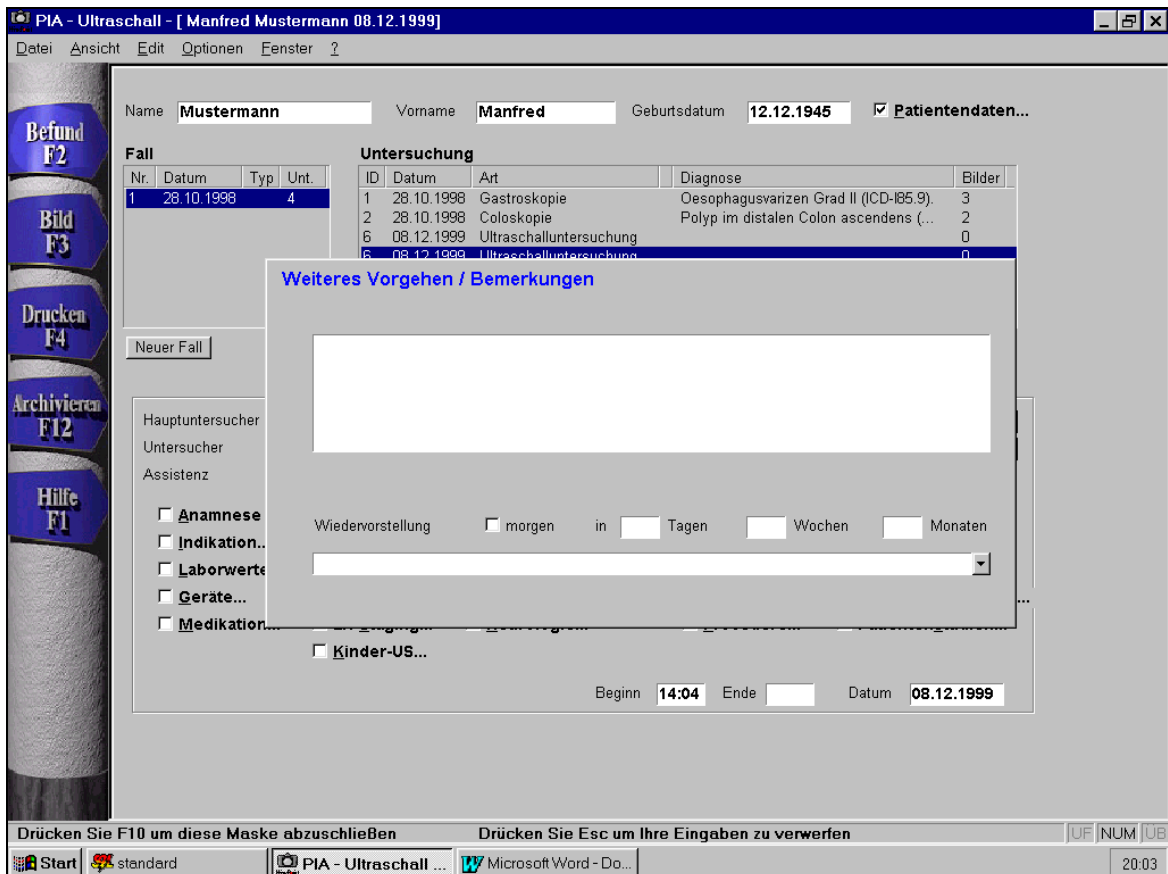 PIA - Ultraschall - [ Manfred Mustermann 08.12.1999]
Datei Ansicht Edit Optionen Fenster ?
Befund
F2
Bild
F3
Drucken
F4
Archivieren
F12
Hilfe
F1
Name Mustermann Vorname Manfred Geburtsdatum 12.12.1945 Patientendaten...
Fall Untersuchung
Nr. Datum Typ Unt. ID Datum Art Diagnose Bilder
1 28.10.1998 4 1 28.10.1998 Gastroskopie Oesophagusvarizen Grad II (ICD-I85.9). 3
2 28.10.1998 Coloskopie Polyp im distalen Colon ascendens (... 2
6 08.12.1999 Ultraschalluntersuchung 0
6 08.12.1999 Ultraschalluntersuchung 0
Weiteres Vorgehen / Bemerkungen
Neuer Fall
Hauptuntersucher
Untersucher
Assistenz
Anamnese
Indikation..
Laborwerte
Geräte... ...
Medikation...
Wiedervorstellung morgen in Tagen Wochen Monaten
Kinder-US...
Beginn 14:04 Ende Datum 08.12.1999
Drücken Sie F10 um diese Maske abzuschließen Drücken Sie Esc um Ihre Eingaben zu verwerfen UF NUM ÜB
Start standard PIA - Ultraschall ... Microsoft Word - Do... 20:03